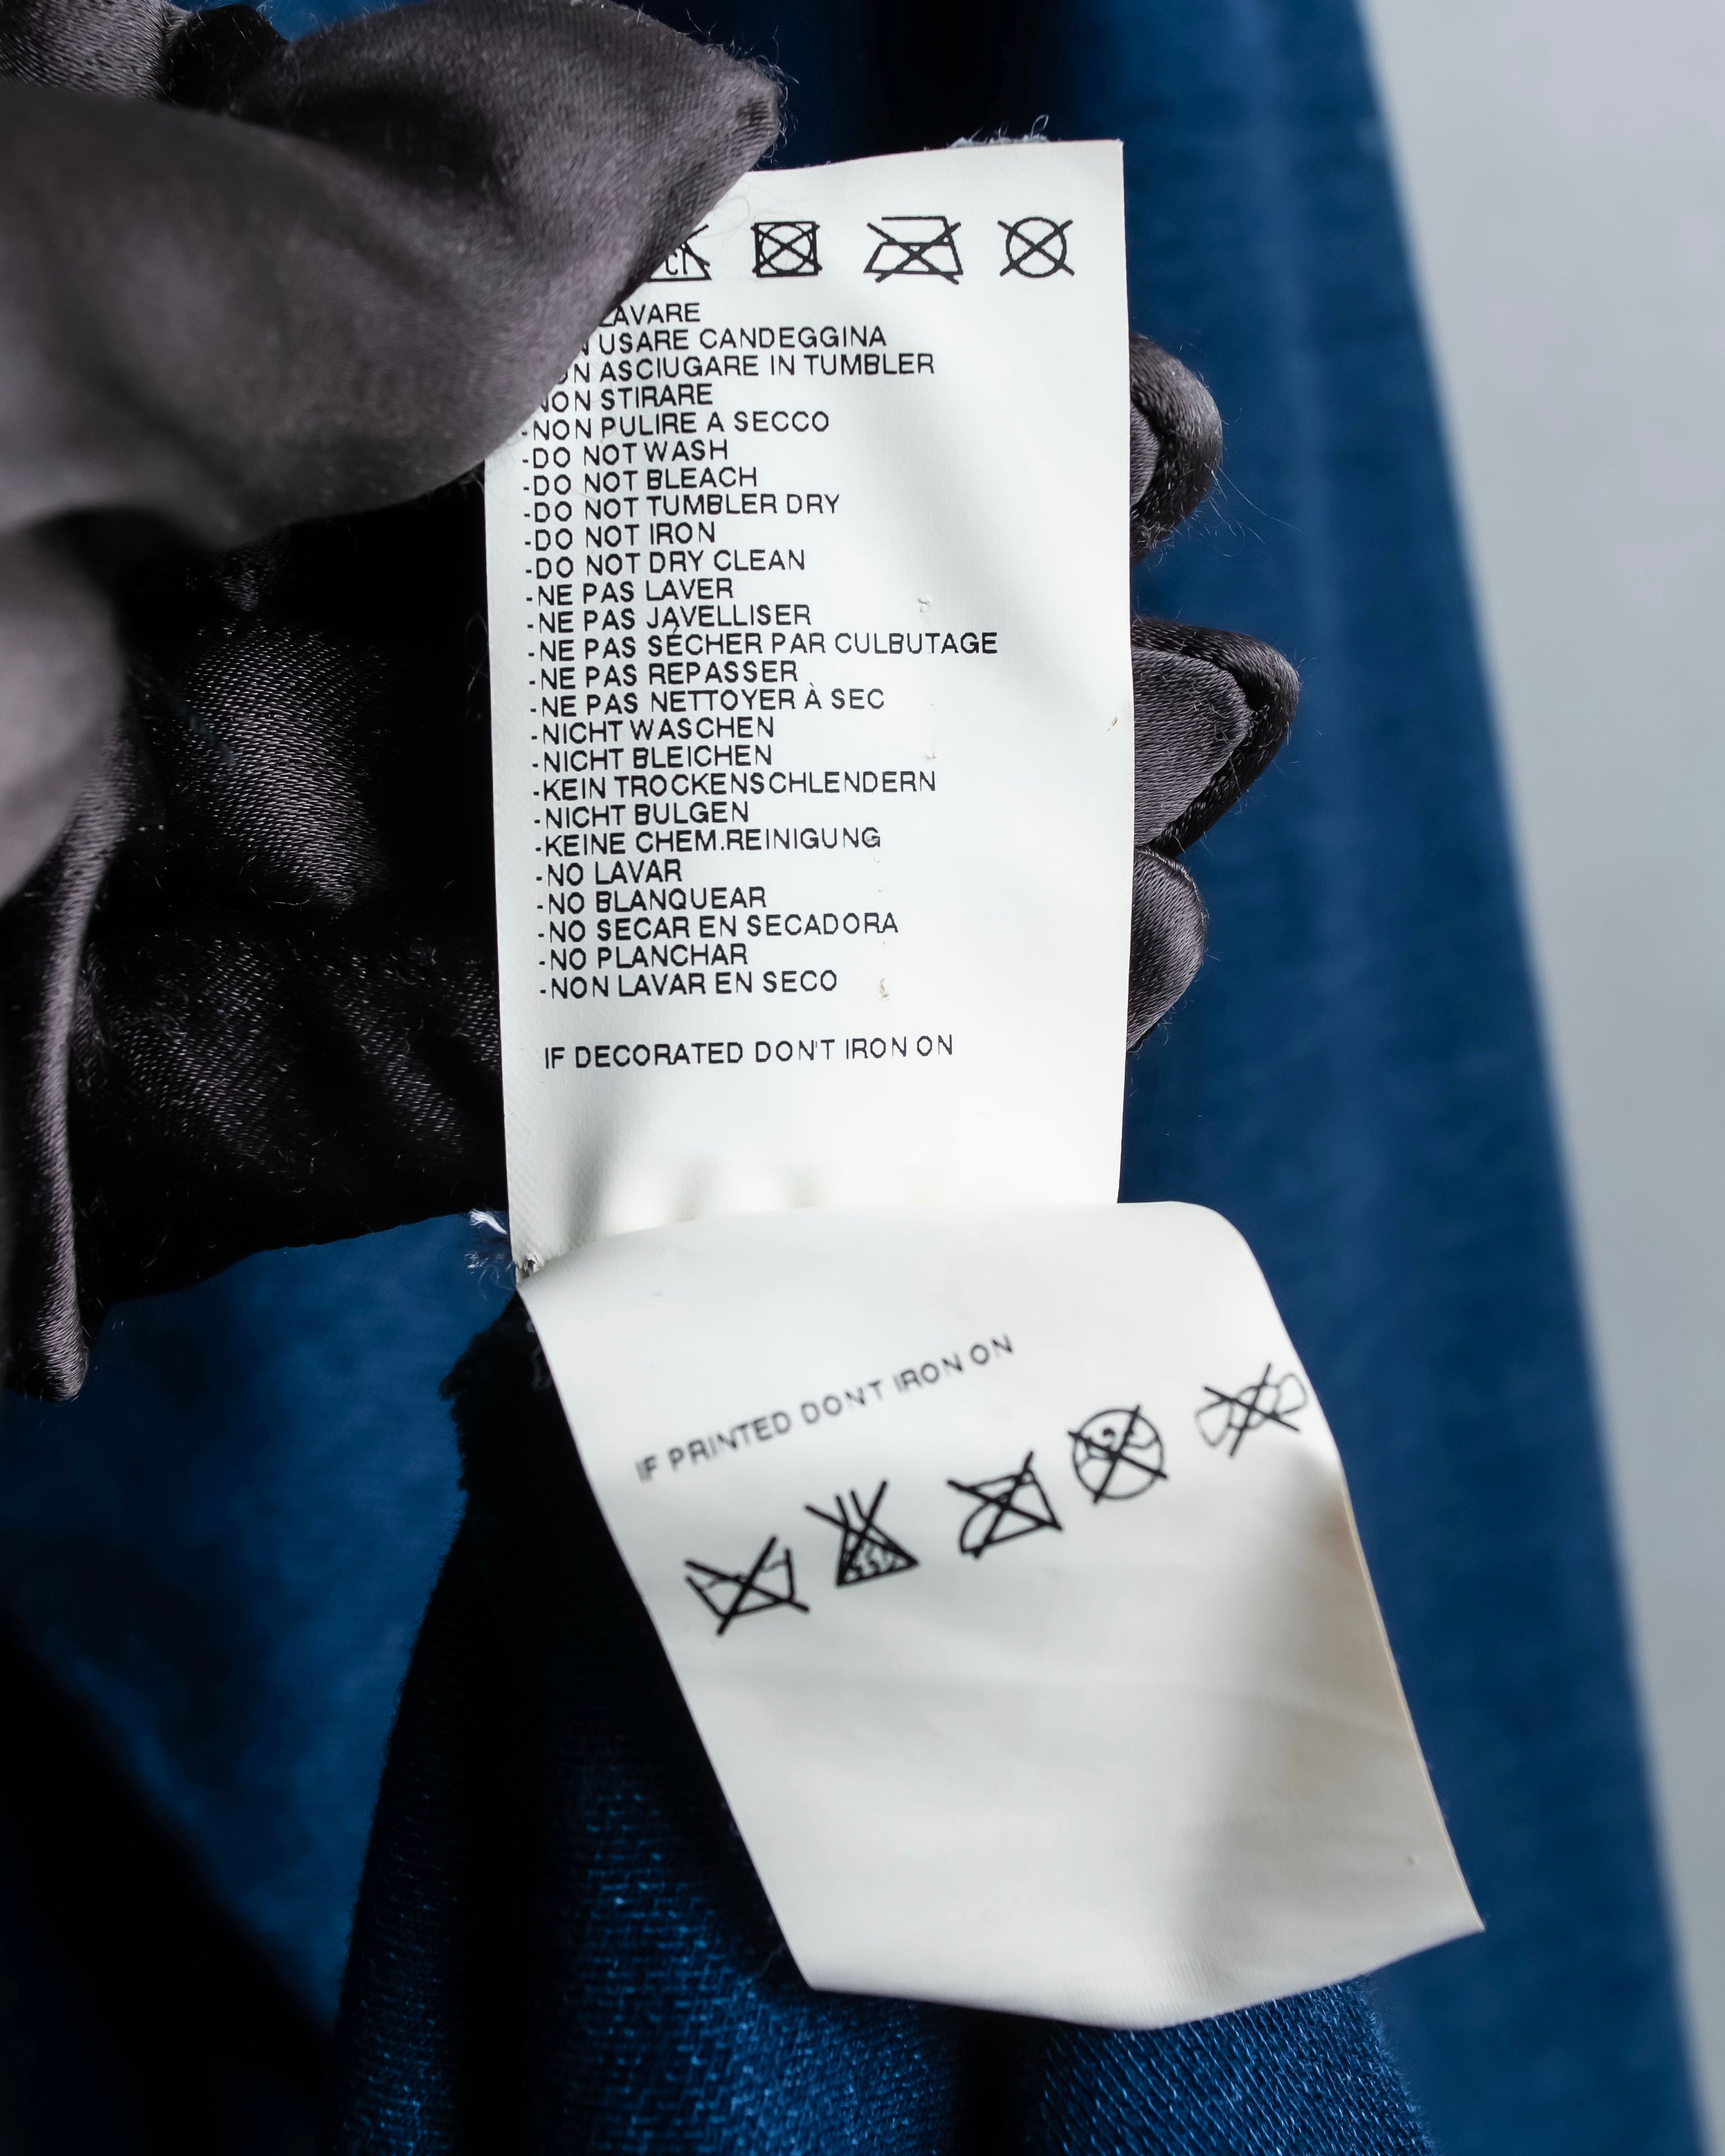 CL
LAVARE
USARE CANDEGGINA
ASCIUGARE IN TUMBLER
NON STIRARE
-NON PULIRE A SECCO
-DO NOT WASH
-DO NOT BLEACH
-DO NOT TUMBLER DRY
-DO NOT IRON
-DO NOT DRY CLEAN
-NE PAS LAVER
-NE PAS JAVELLISER
-NE PAS SÉCHER PAR CULBUTAGE
-NE PAS REPASSER
-NE PAS NETTOYER À SEC
-NICHT WASCHEN
-NICHT BLEICHEN
-KEIN TROCKENSCHLENDERN
-NICHT BULGEN
-KEINE CHEM.REINIGUNG
-NO LAVAR
-NO BLANQUEAR
-NO SECAR EN SECADORA
-NO PLANCHAR
-NON LAVAR EN SECO
IF DECORATED DON'T IRON ON
IF PRINTED DON'T IRON ON